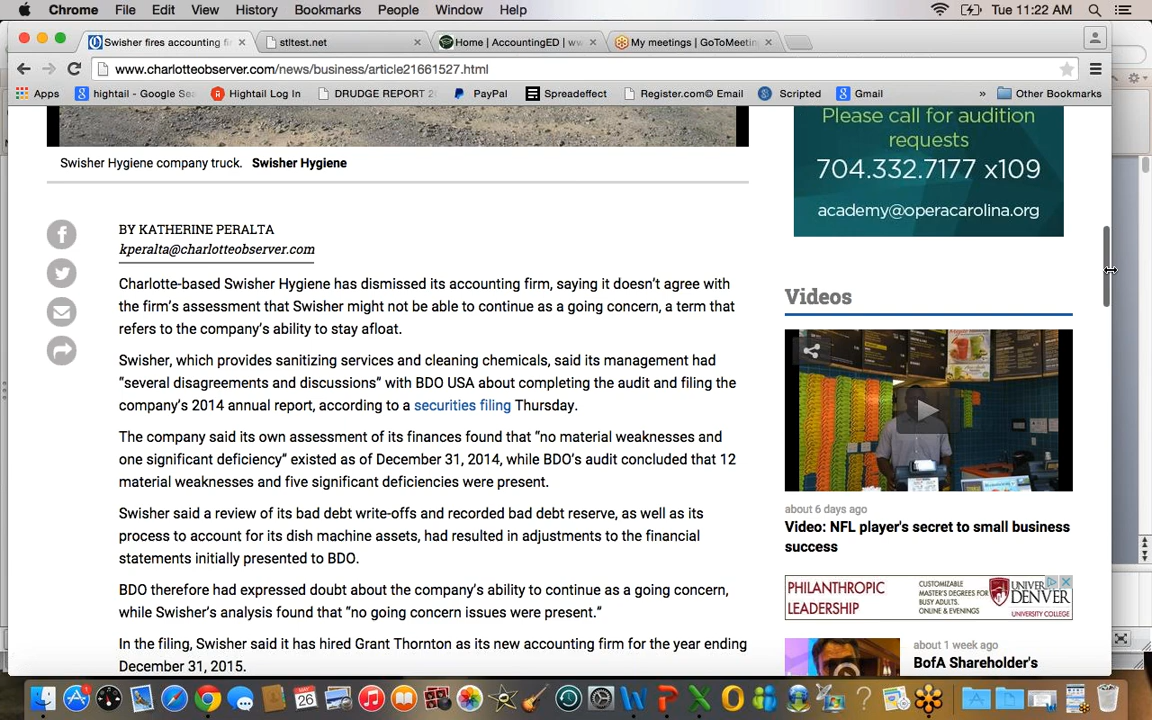 Chrome File Edit View History Bookmarks People Window Help Tue 11:22 AM
Swisher fires accounting fi stltest.net Home | AccountingED | ww My meetings | GoToMeetin
www.charlotteobserver.com/news/business/article21661527.html
Apps hightail - Google Se Hightail Log In DRUDGE REPORT 2 PayPal Spreadeffect Register.com© Email Scripted Gmail » Other Bookmarks
Please call for audition
requests
704.332.7177 x109
academy@operacarolina.org
Swisher Hygiene company truck. Swisher Hygiene
BY KATHERINE PERALTA
kperalta@charlotteobserver.com
Charlotte-based Swisher Hygiene has dismissed its accounting firm, saying it doesn’t agree with
the firm’s assessment that Swisher might not be able to continue as a going concern, a term that
refers to the company’s ability to stay afloat.
Swisher, which provides sanitizing services and cleaning chemicals, said its management had
“several disagreements and discussions” with BDO USA about completing the audit and filing the
company’s 2014 annual report, according to a securities filing Thursday.
The company said its own assessment of its finances found that “no material weaknesses and
one significant deficiency” existed as of December 31, 2014, while BDO’s audit concluded that 12
material weaknesses and five significant deficiencies were present.
Swisher said a review of its bad debt write-offs and recorded bad debt reserve, as well as its
process to account for its dish machine assets, had resulted in adjustments to the financial
statements initially presented to BDO.
BDO therefore had expressed doubt about the company’s ability to continue as a going concern,
while Swisher’s analysis found that “no going concern issues were present.”
In the filing, Swisher said it has hired Grant Thornton as its new accounting firm for the year ending
December 31, 2015.
Videos
about 6 days ago
Video: NFL player's secret to small business
success
PHILANTHROPIC
LEADERSHIP
CUSTOMIZABLE
MASTER'S DEGREES FOR
BUSY ADULTS.
ONLINE & EVENING.
DENVER
UNIVERSITY COLLEGE
about 1 week ago
BofA Shareholder's